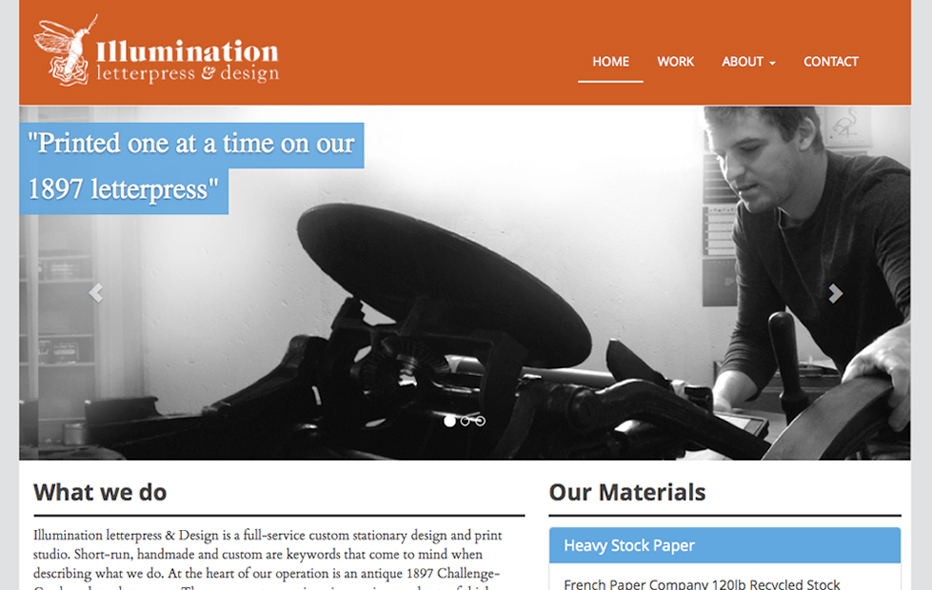 Illumination
letterpress & design
HOME WORK ABOUT CONTACT
"Printed one at a time on our
1897 letterpress"
What we do
Illumination letterpress & Design is a full-service custom stationary design and print
studio. Short-run, handmade and custom are keywords that come to mind when
describing what we do. At the heart of our operation is an antique 1897 Challenge-
Our Materials
Heavy Stock Paper
French Paper Company 120lb Recycled Stock